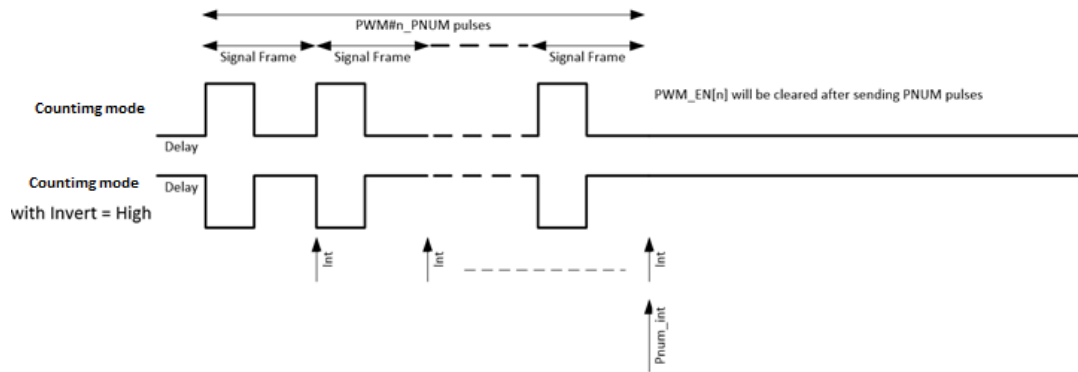 PWM#n_PNUM pulses
Signal Frame
Signal Frame
Signal Frame
Countimg mode
PWM_EN[n] will be cleared after sending PNUM pulses
Delay
Countimg mode
Delay
with Invert = High
Int
Int
Int
Pnum_int